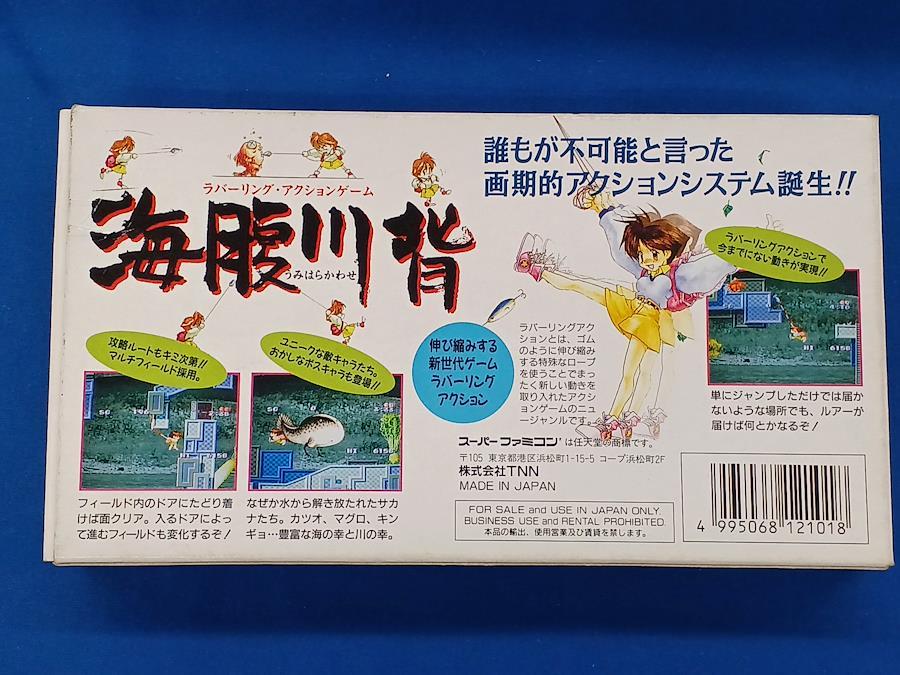 ラバーリング・アクションゲーム
海腹川背
うみはらかわせ
誰もが不可能と言った
画期的アクションシステム誕生!!
ラバーリングアクションで
今までにない動きが実現!!
攻略ルートもキミ次第!!
マルチフィールド採用。
ユニークな敵キャラたち。
おかしなボスキャラも登場!!
伸び縮みする
新世代ゲーム
ラバーリング
アクション
ラバーリングアク
ションとは、ゴム
のように伸び縮み
する特殊なロープ
を使うことでまっ
たく新しい動きを
取り入れたアクシ
ョンゲームのニュ
ージャンルです。
単にジャンプしただけでは届か
ないような場所でも、ルアーが
届けば何とかなるぞ!
フィールド内のドアにたどり着
けば面クリア。入るドアによっ
て進むフィールドも変化するぞ!
なぜか水から解き放たれたサカ
ナたち。カツオ、マグロ、キン
ギョ…豊富な海の幸と川の幸。
スーパーファミコンは任天堂の商標です。
〒105 東京都港区浜松町1-15-5 コープ浜松町2F
株式会社TNN
MADE IN JAPAN
FOR SALE and USE IN JAPAN ONLY.
BUSINESS USE and RENTAL PROHIBITED.
本品の輸出、使用営業及び賃貸を禁じます。
4 995068 121018